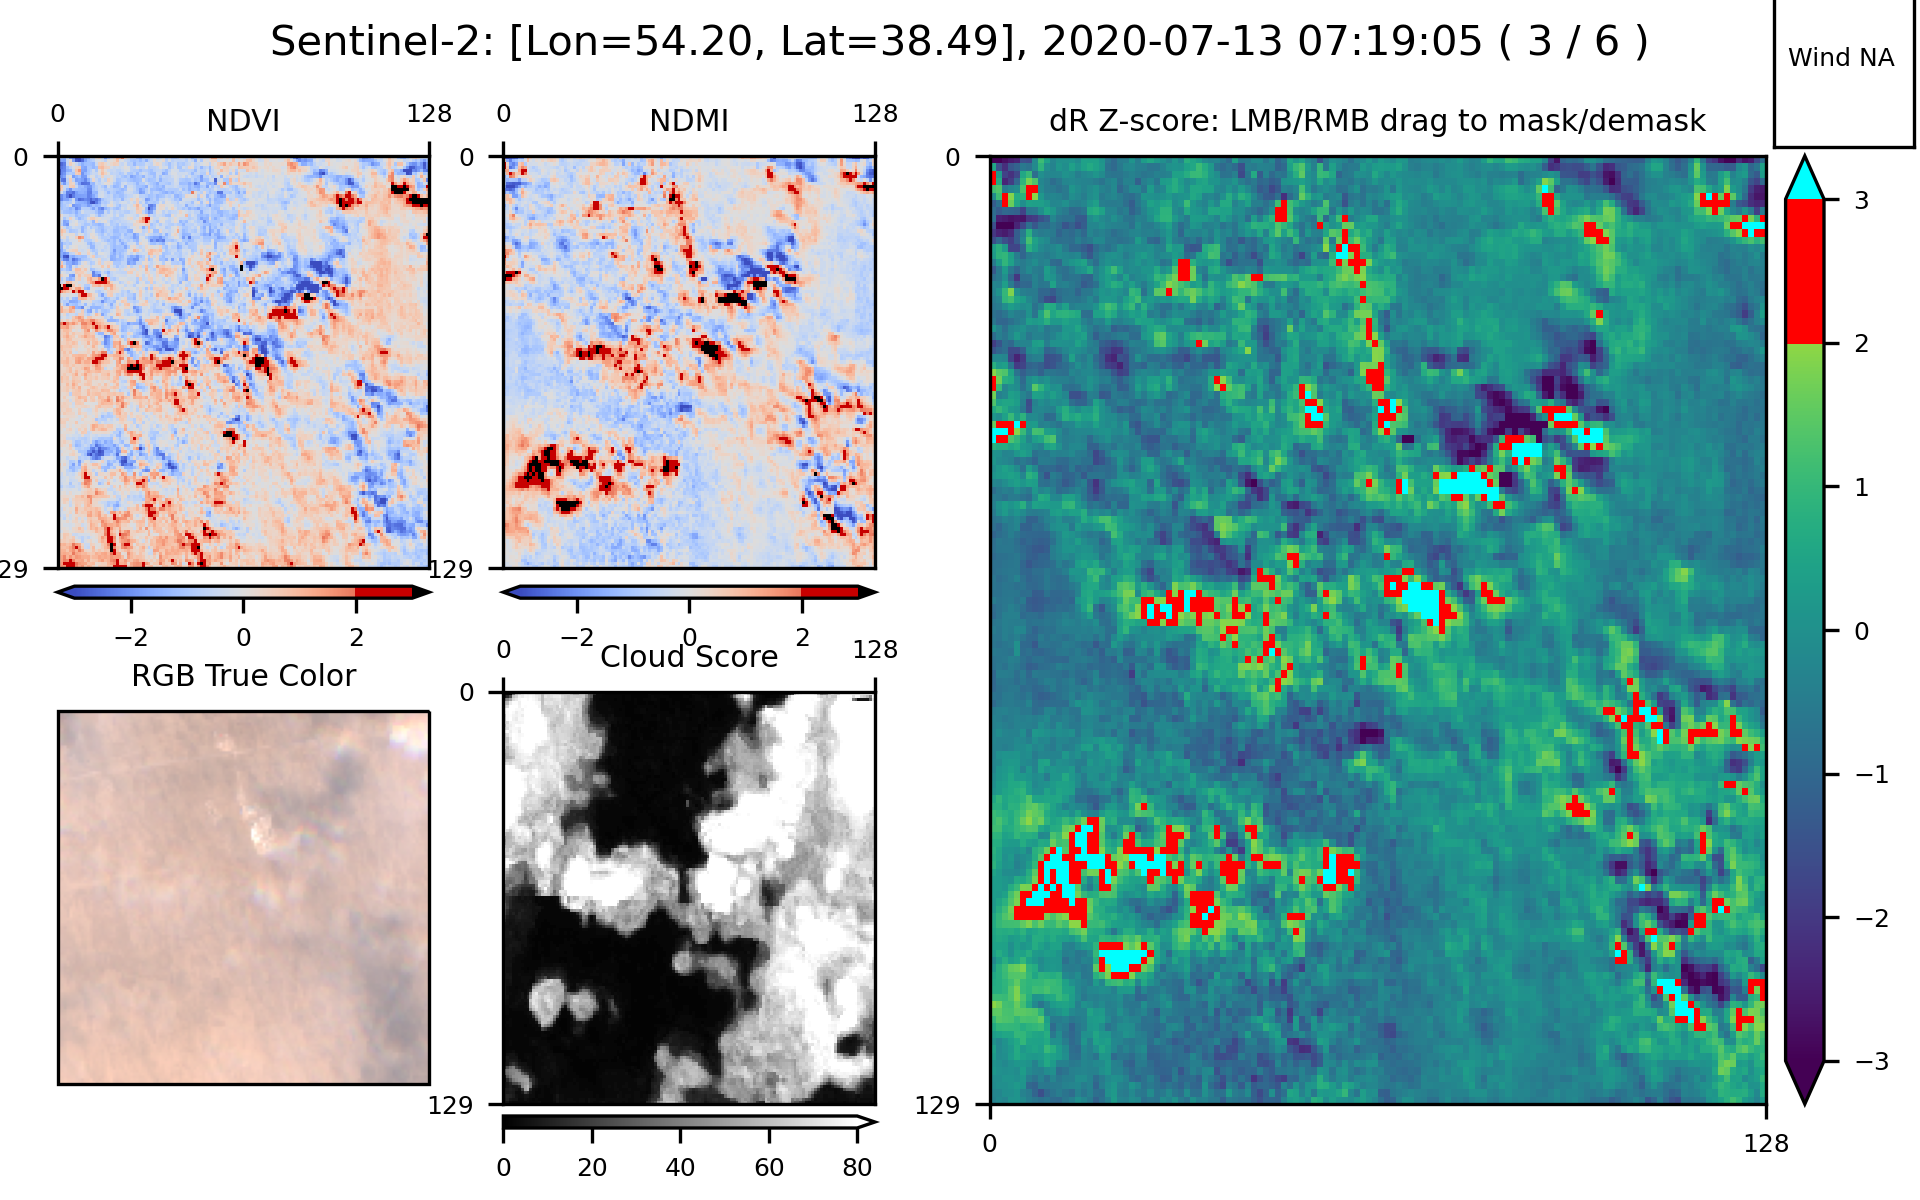 Sentinel-2: [Lon=54.20, Lat=38.49], 2020-07-13 07:19:05 ( 3 / 6 )
Wind NA
0 128
NDVI
0
29
−2 0 2
0 128
NDMI
0
129
−2 0 2
RGB True Color
0 128
Cloud Score
0
129
0 20 40 60 80
dR Z-score: LMB/RMB drag to mask/demask
0
129
0 128
3
2
1
0
−1
−2
−3